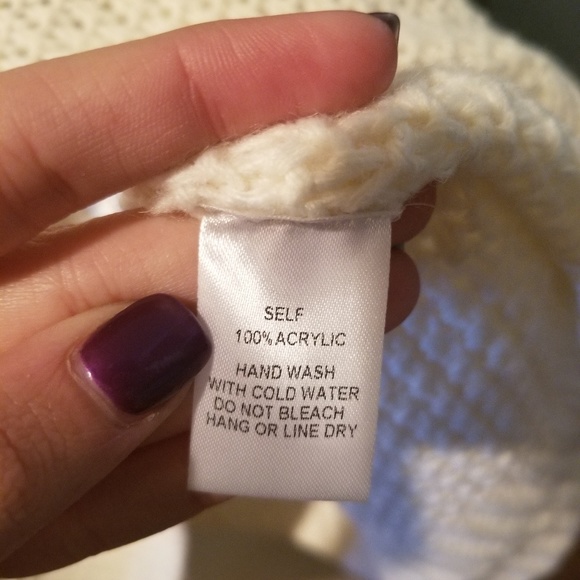 SELF
100% ACRYLIC
HAND WASH
WITH COLD WATER
DO NOT BLEACH
HANG OR LINE DRY